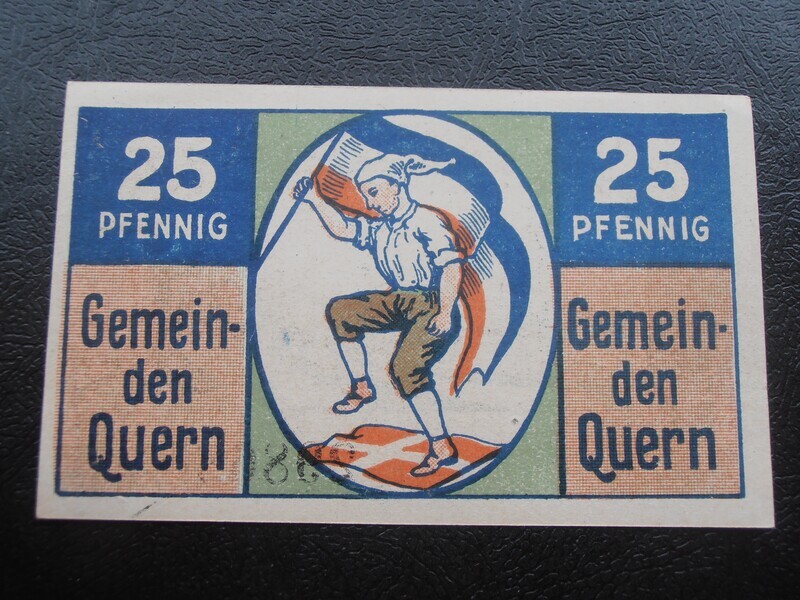 25
PFENNIG
Gemein-
den
Quern
25
PFENNIG
Gemein-
den
Quern